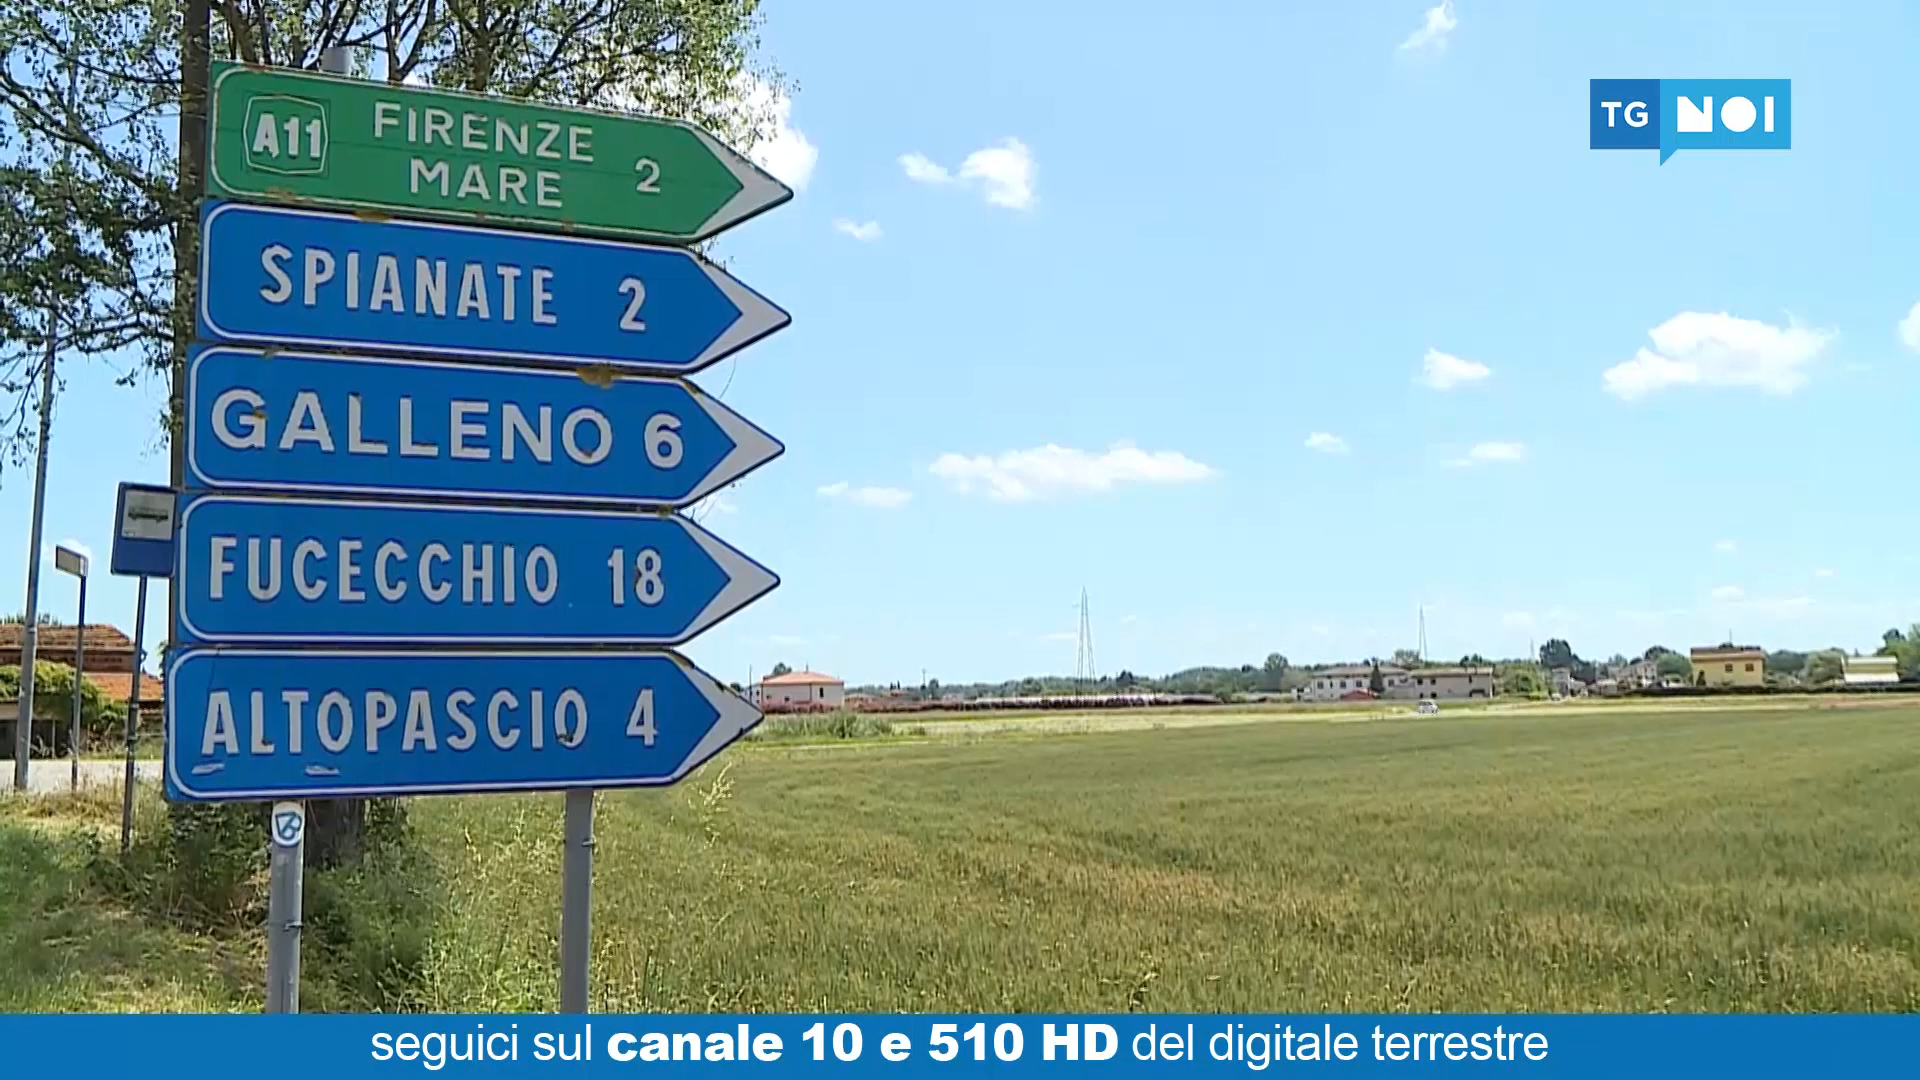 A11 FIRENZE
MARE 2
SPIANATE 2
GALLENO 6
FUCECCHIO 18
ALTOPASCIO 4
TG NOI
seguici sul canale 10 e 510 HD del digitale terrestre